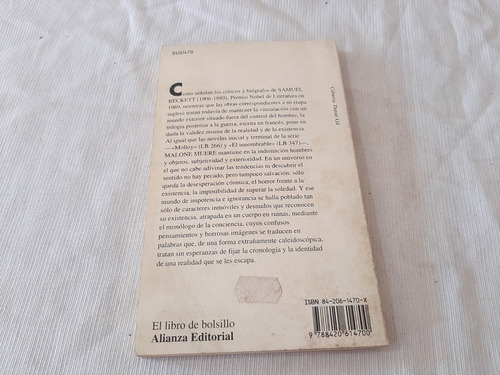 3400470
Como señalan los críticos y biógrafos de SAMUEL
BECKETT (1906-1989), Premio Nobel de Literatura en
1969, mientras que las obras correspondientes a su etapa
inglesa tratan todavía de mantener la vinculación con un
mundo exterior situado fuera del control del hombre, la
trilogía posterior a la guerra, escrita en francés, pone en
duda la validez misma de la realidad y de la existencia.
Al igual que las novelas inicial y terminal de la serie
—«Molloy» (LB 266) y «El innombrable» (LB 347)—,
MALONE MUERE mantiene en la indistinción hombres
y objetos, subjetividad y exterioridad. En un universo en
el que no cabe adivinar las tendencias ni descubrir el
sentido no hay pecado, pero tampoco salvación: sólo
queda la desesperación cósmica, el horror frente a la
existencia, la imposibilidad de superar la soledad. Y ese
mundo de impotencia e ignorancia se halla poblado tan
sólo de caracteres inmóviles y desnudos que reconocen
su existencia, atrapada en un cuerpo en ruinas, mediante
el monólogo de la conciencia, cuyos confusos
pensamientos y borrosas imágenes se traducen en
palabras que, de una forma extrañamente caleidoscópica,
tratan sin esperanzas de fijar la cronología y la identidad
de una realidad que se les escapa.
Cubierta Daniel Gil
El libro de bolsillo
Alianza Editorial
ISBN 84-206-1470-X
9 788420 614700